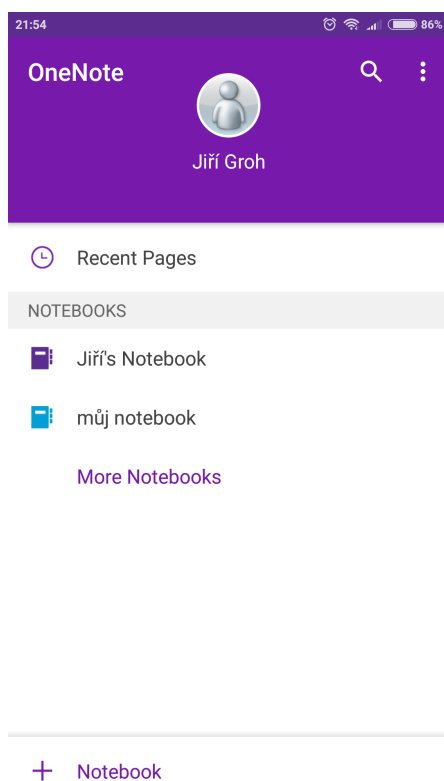 21:54 86%
OneNote
Jiří Groh
Recent Pages
NOTEBOOKS
Jiří's Notebook
můj notebook
More Notebooks
Notebook